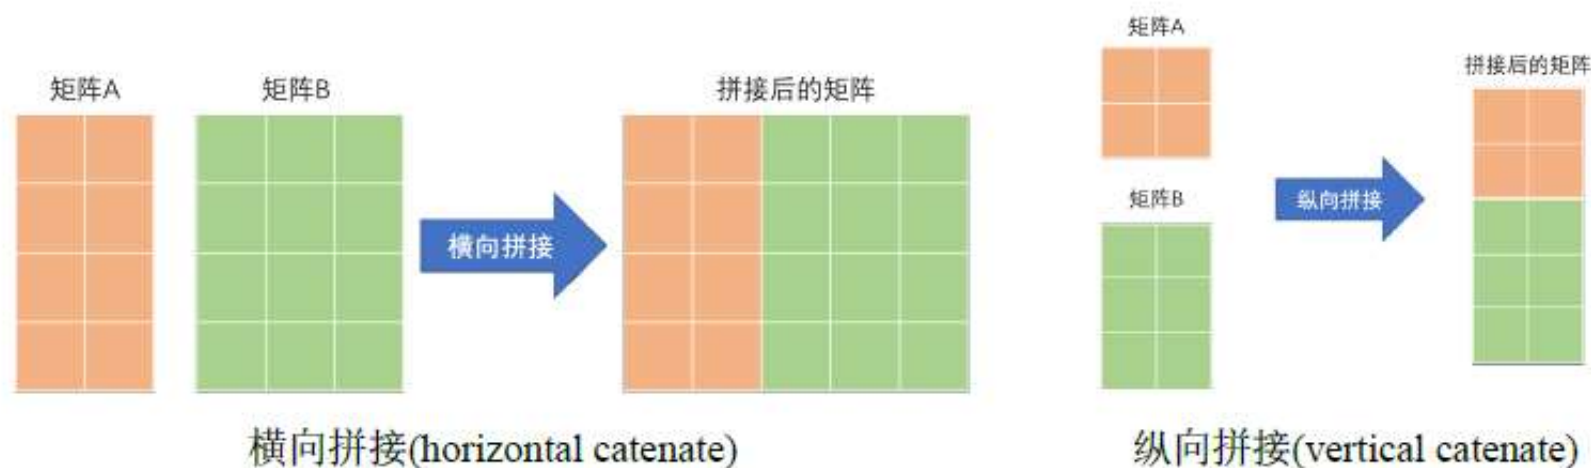 矩阵A
矩阵B
拼接后的矩阵
横向拼接
横向拼接(horizontal catenate)
矩阵A
矩阵B
纵向拼接
拼接后的矩阵
纵向拼接(vertical catenate)